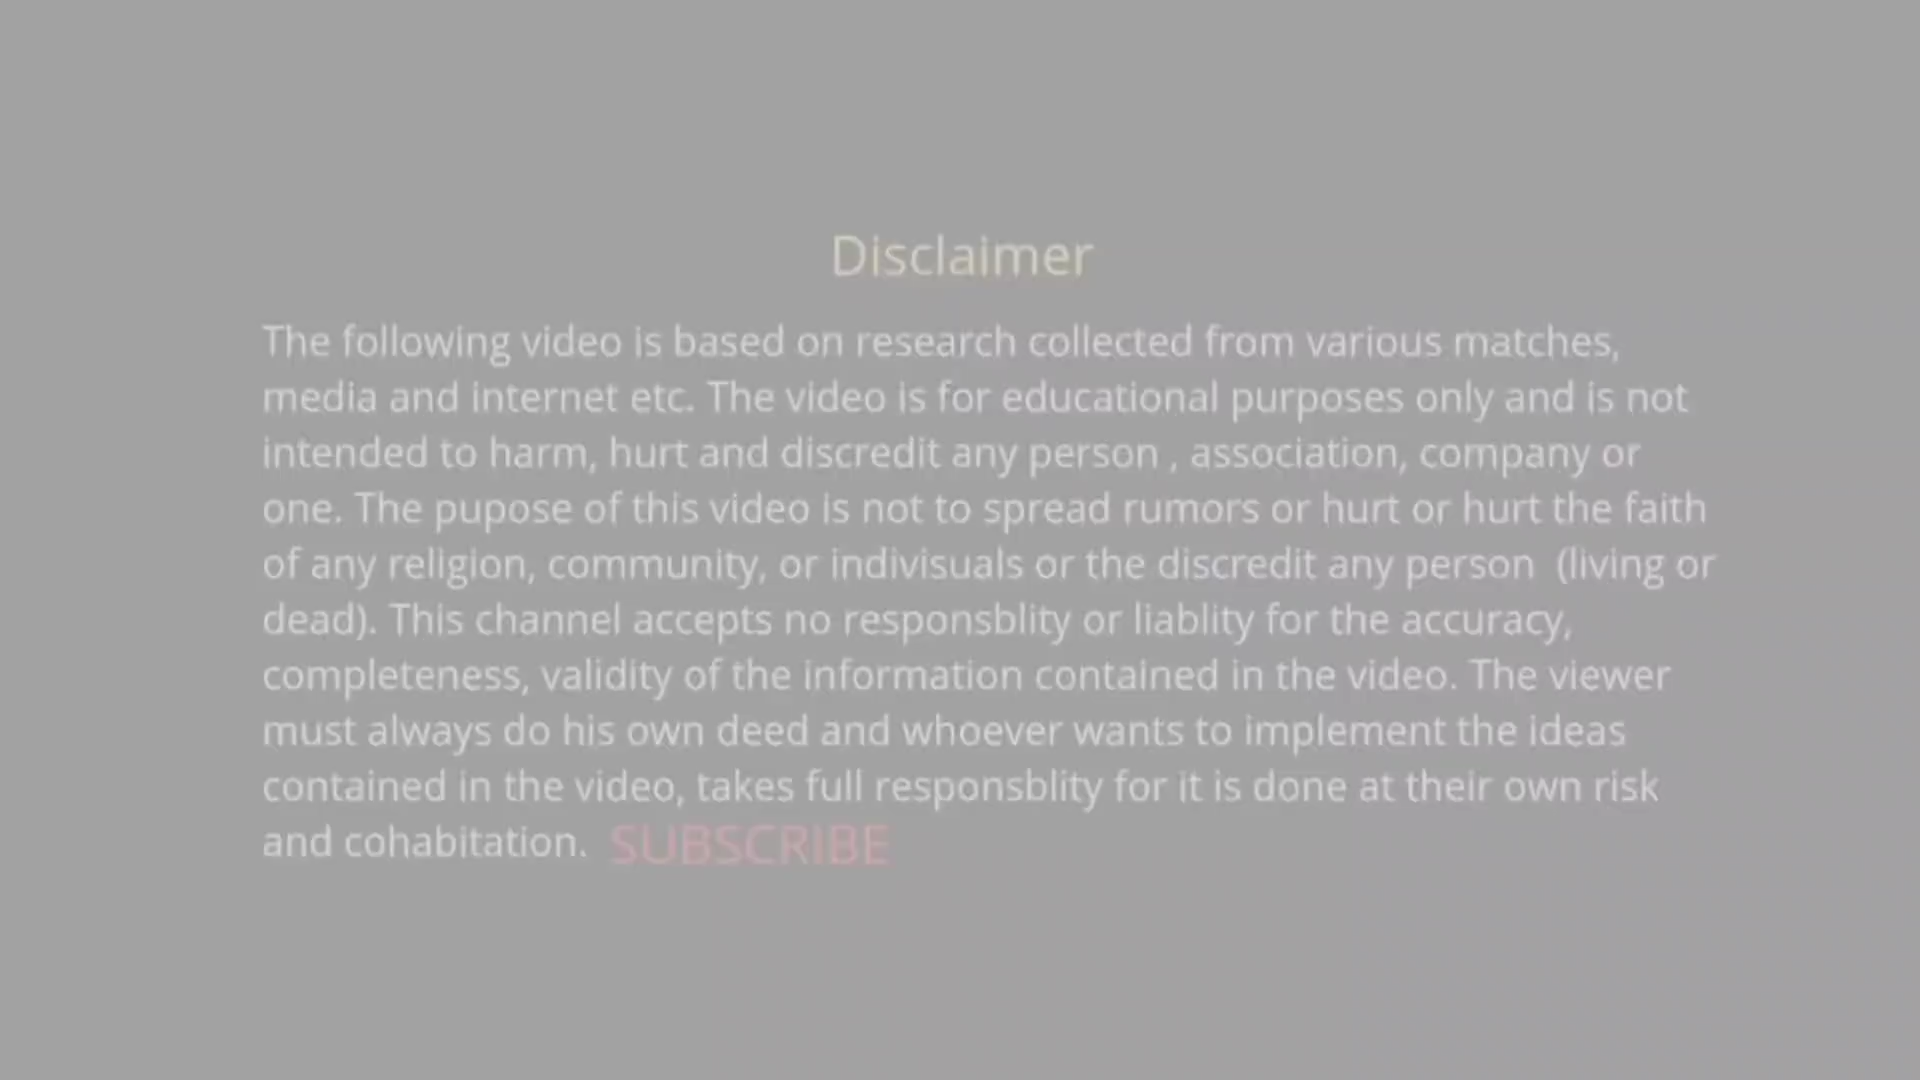 Disclaimer
The following video is based on research collected from various matches,
media and internet etc. The video is for educational purposes only and is not
intended to harm, hurt and discredit any person , association, company or
one. The pupose of this video is not to spread rumors or hurt or hurt the faith
of any religion, community, or indivisuals or the discredit any person  (living or
dead). This channel accepts no responsblity or liablity for the accuracy,
completeness, validity of the information contained in the video. The viewer
must always do his own deed and whoever wants to implement the ideas
contained in the video, takes full responsblity for it is done at their own risk
and cohabitation.  SUBSCRIBE